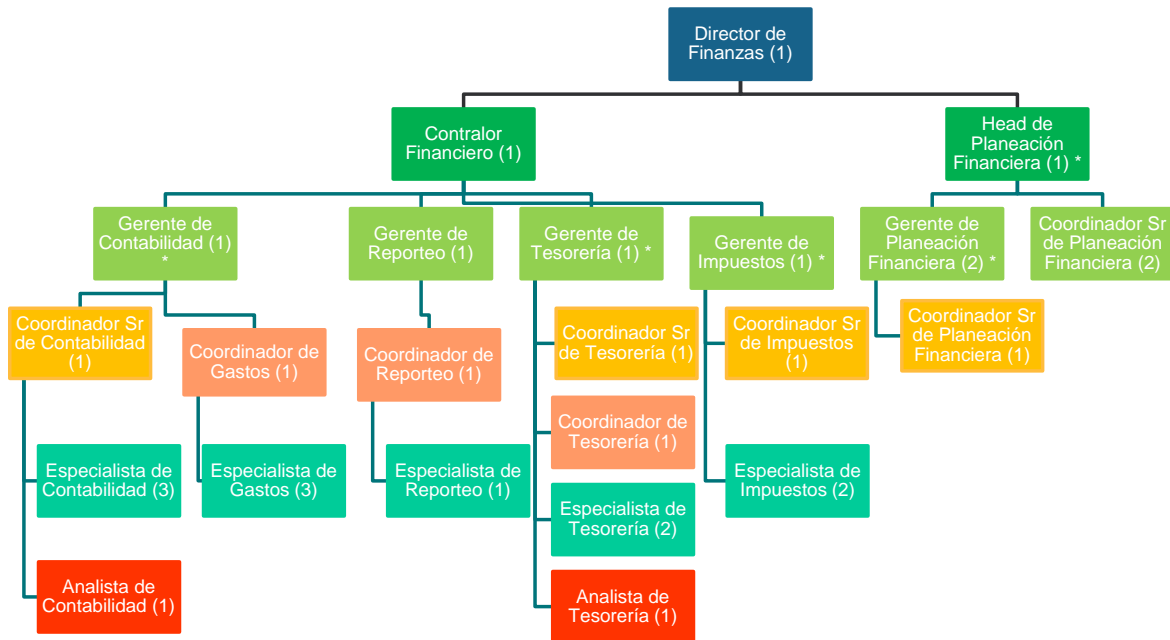 Director de
Finanzas (1)
Contralor
Financiero (1)
Head de
Planeación
Financiera (1) *
Gerente de
Contabilidad (1)
*
Gerente de
Reporteo (1)
Gerente de
Tesorería (1) *
Gerente de
Impuestos (1) *
Gerente de
Planeación
Financiera (2) *
Coordinador Sr
de Planeación
Financiera (2)
Coordinador Sr
de Contabilidad
(1)
Coordinador de
Gastos (1)
Coordinador de
Reporteo (1)
Coordinador Sr
de Tesorería (1)
Coordinador Sr
de Impuestos
(1)
Coordinador Sr
de Planeación
Financiera (1)
Coordinador de
Tesorería (1)
Especialista de
Contabilidad (3)
Especialista de
Gastos (3)
Especialista de
Reporteo (1)
Especialista de
Tesorería (2)
Especialista de
Impuestos (2)
Analista de
Contabilidad (1)
Analista de
Tesorería (1)